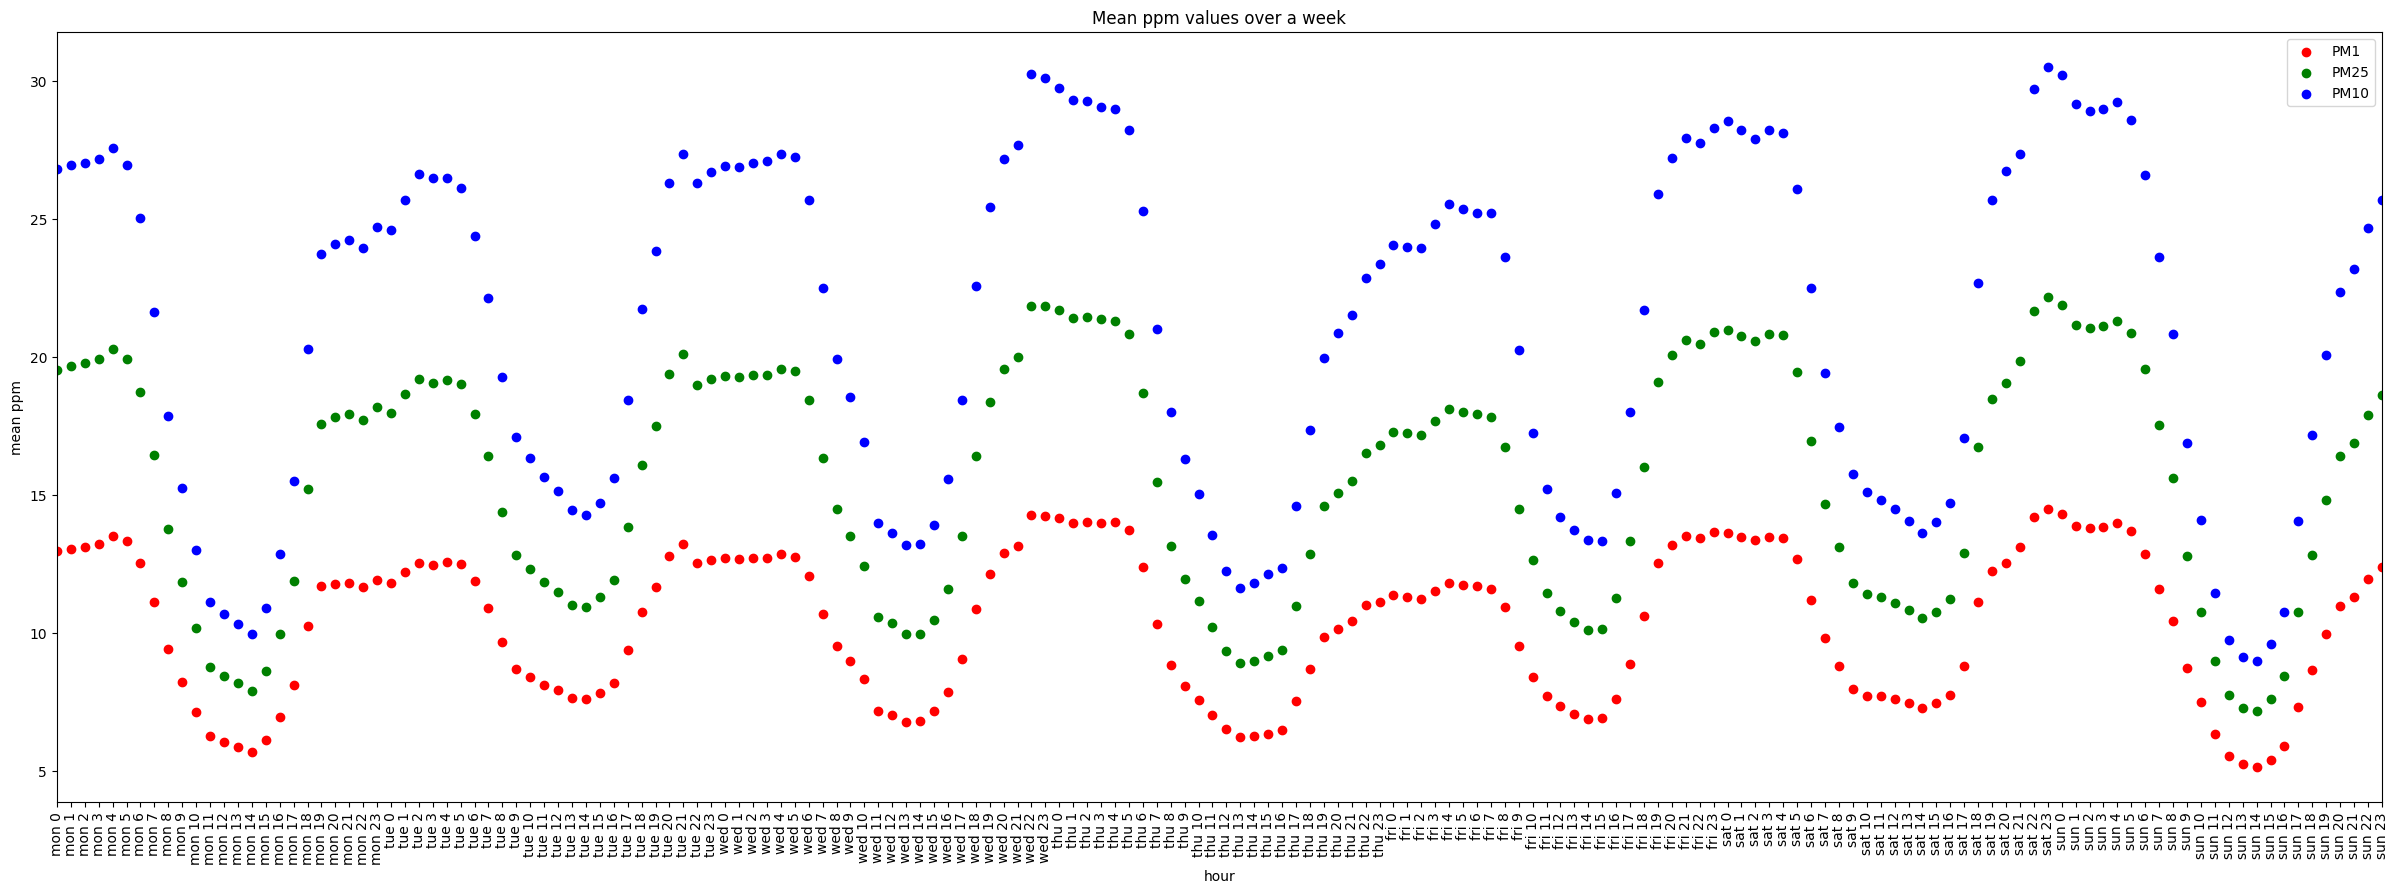 Mean ppm values over a week
PM1
PM25
PM10
30
25
20
15
10
5
mean ppm
mon 0
mon 1
mon 2
mon 3
mon 4
mon 5
mon 6
mon 7
mon 8
mon 9
mon 10
mon 11
mon 12
mon 13
mon 14
mon 15
mon 16
mon 17
mon 18
mon 19
mon 20
mon 21
mon 22
mon 23
tue 0
tue 1
tue 2
tue 3
tue 4
tue 5
tue 6
tue 7
tue 8
tue 9
tue 10
tue 11
tue 12
tue 13
tue 14
tue 15
tue 16
tue 17
tue 18
tue 19
tue 20
tue 21
tue 22
tue 23
wed 0
wed 1
wed 2
wed 3
wed 4
wed 5
wed 6
wed 7
wed 8
wed 9
wed 10
wed 11
wed 12
wed 13
wed 14
wed 15
wed 16
wed 17
wed 18
wed 19
wed 20
wed 21
wed 22
wed 23
thu 0
thu 1
thu 2
thu 3
thu 4
thu 5
thu 6
thu 7
thu 8
thu 9
thu 10
thu 11
thu 12
thu 13
thu 14
thu 15
thu 16
thu 17
thu 18
thu 19
thu 20
thu 21
thu 22
thu 23
fri 0
fri 1
fri 2
fri 3
fri 4
fri 5
fri 6
fri 7
fri 8
fri 9
fri 10
fri 11
fri 12
fri 13
fri 14
fri 15
fri 16
fri 17
fri 18
fri 19
fri 20
fri 21
fri 22
fri 23
sat 0
sat 1
sat 2
sat 3
sat 4
sat 5
sat 6
sat 7
sat 8
sat 9
sat 10
sat 11
sat 12
sat 13
sat 14
sat 15
sat 16
sat 17
sat 18
sat 19
sat 20
sat 21
sat 22
sat 23
sun 0
sun 1
sun 2
sun 3
sun 4
sun 5
sun 6
sun 7
sun 8
sun 9
sun 10
sun 11
sun 12
sun 13
sun 14
sun 15
sun 16
sun 17
sun 18
sun 19
sun 20
sun 21
sun 22
sun 23
hour